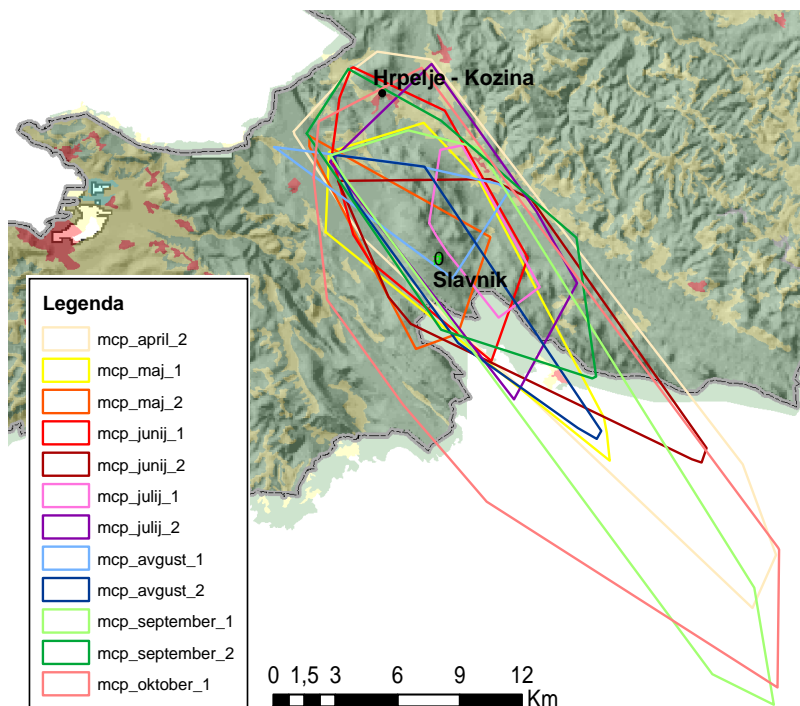 Hrpelje - Kozina
0
Slavnik
Legenda
mcp_april_2
mcp_maj_1
mcp_maj_2
mcp_junij_1
mcp_junij_2
mcp_julij_1
mcp_julij_2
mcp_avgust_1
mcp_avgust_2
mcp_september_1
mcp_september_2
mcp_oktober_1
0 1,5 3 6 9 12
Km